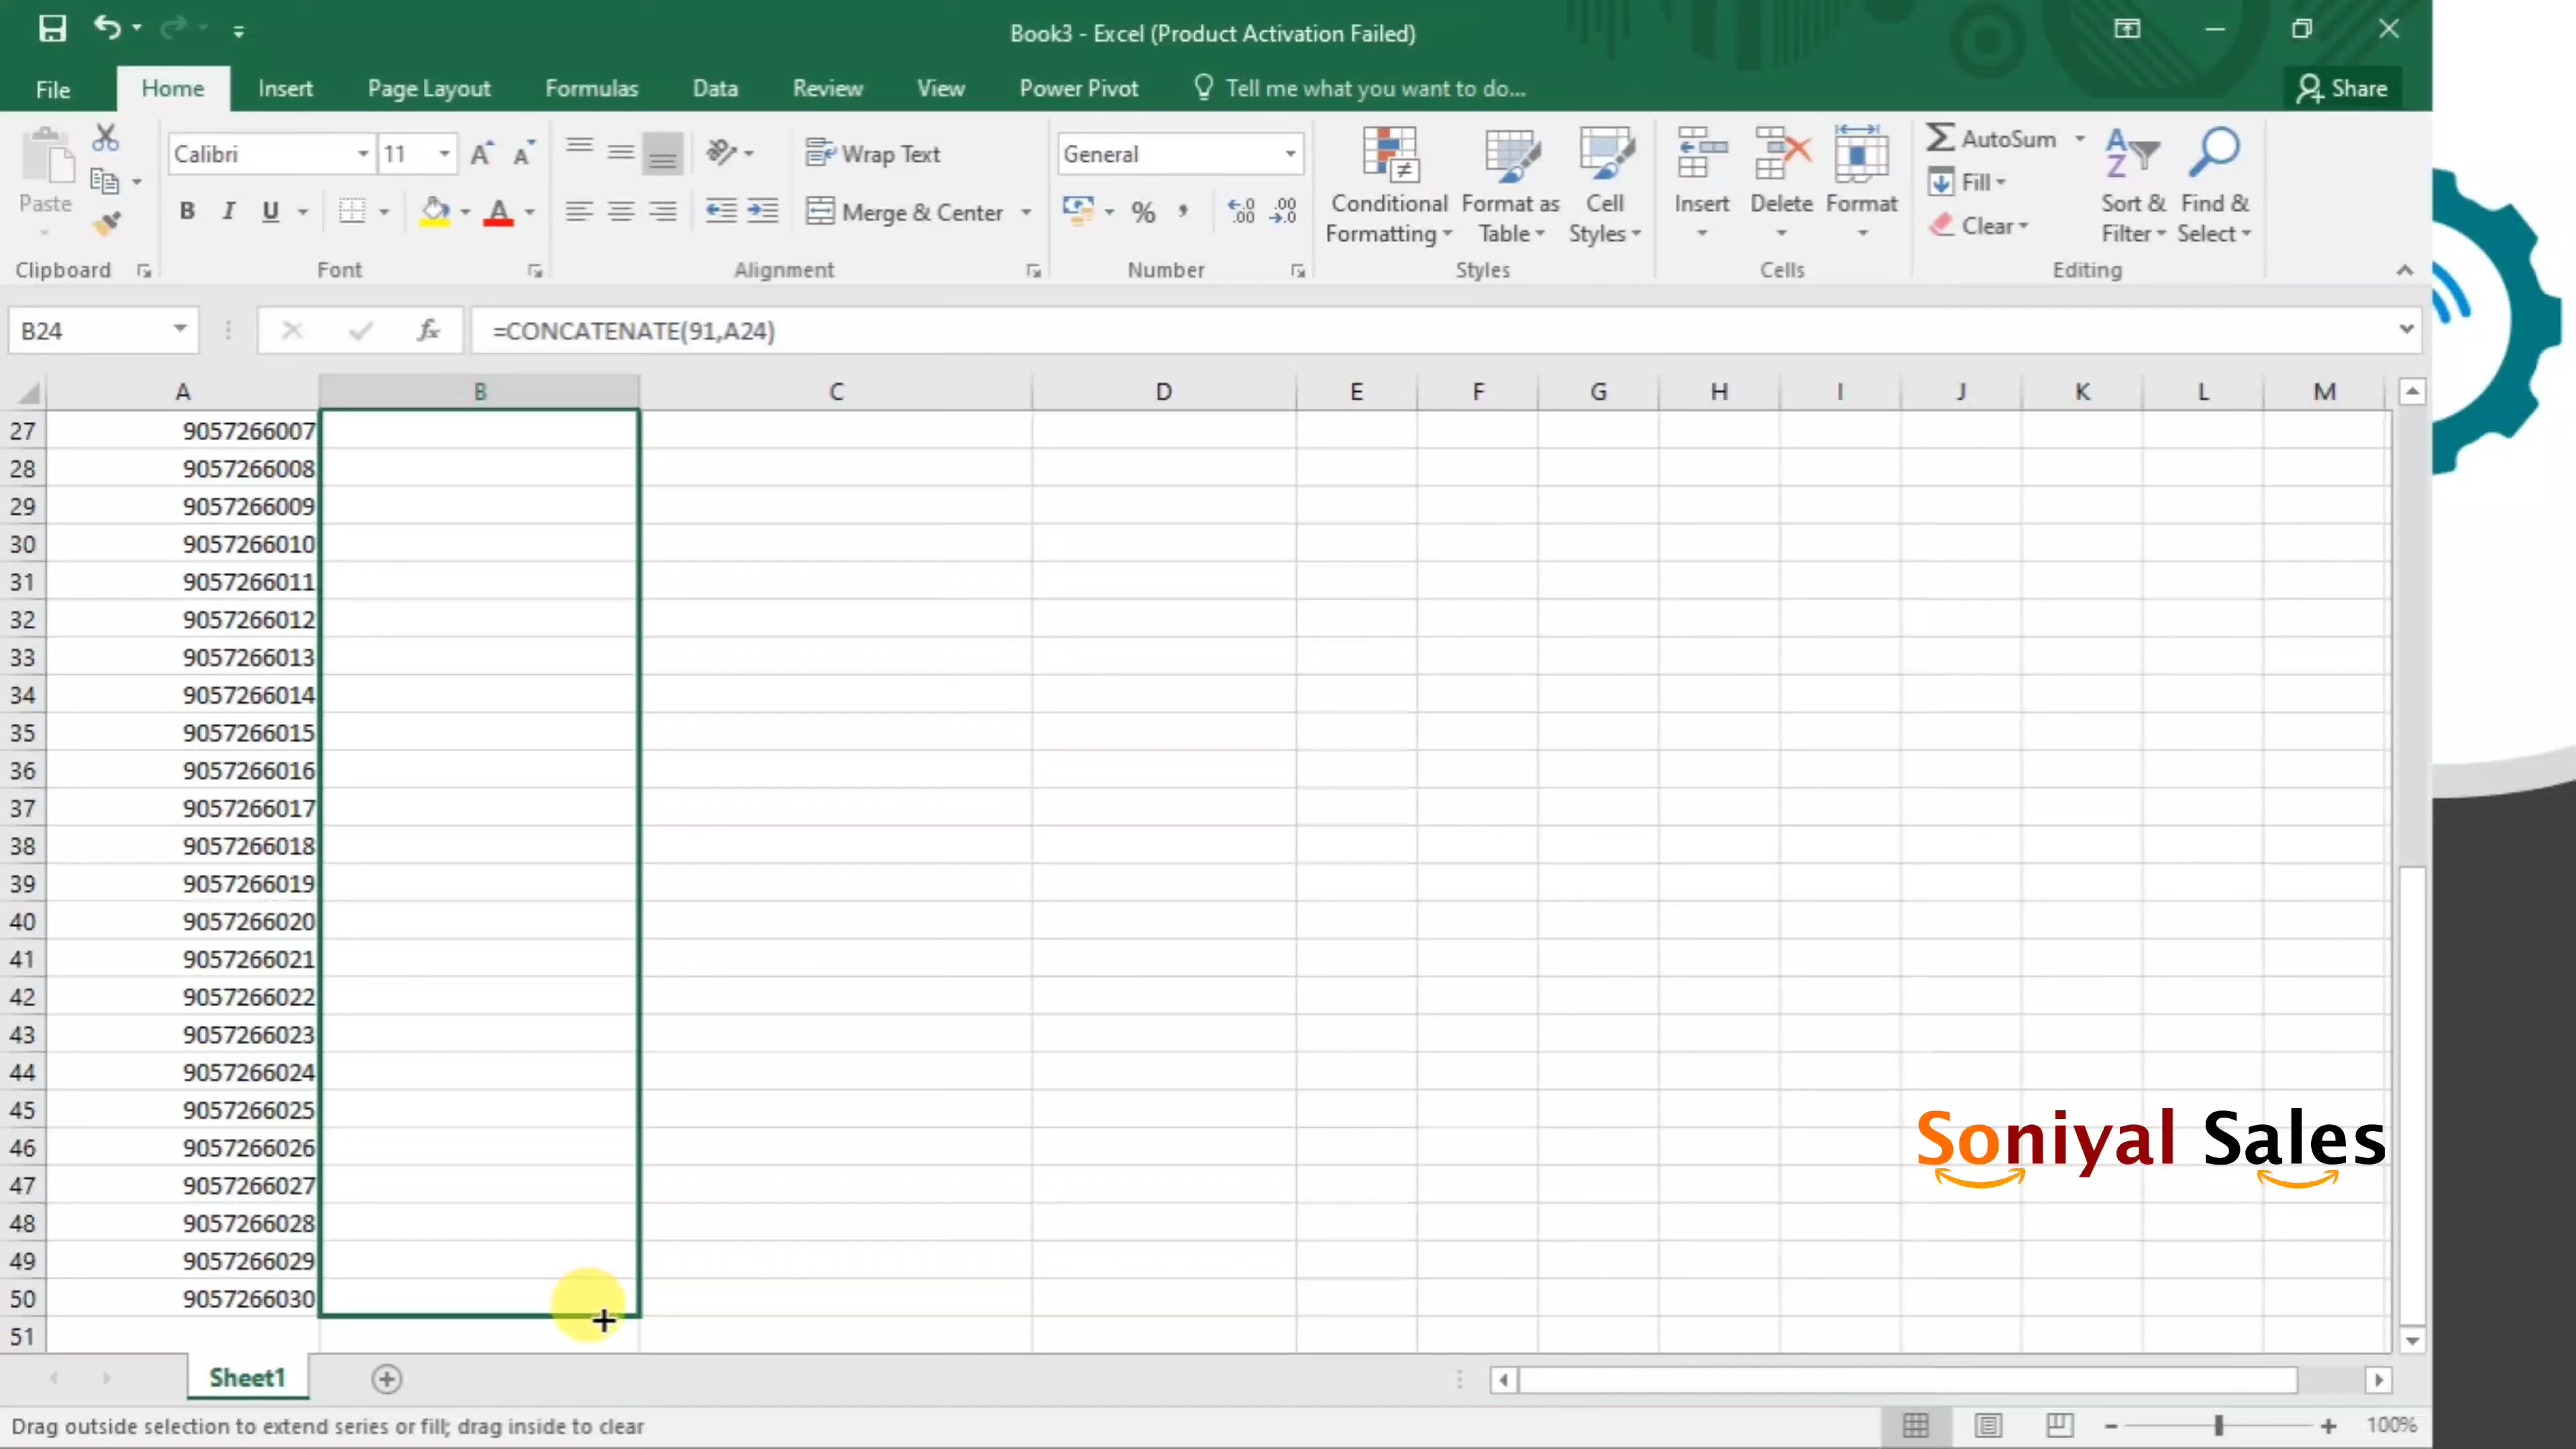 Book3 - Excel (Product Activation Failed)
File Home Insert Page Layout Formulas Data Review View Power Pivot Tell me what you want to do... Share
Paste
Clipboard
Calibri 11
B I U
Font
Wrap Text
Merge & Center
Alignment
General
% ,
Number
Conditional Formatting
Format as Table
Cell Styles
Styles
Insert Delete Format
Cells
AutoSum
Fill
Clear
Sort & Filter
Find & Select
Editing
B24 fx =CONCATENATE(91,A24)
A B C D E F G H I J K L M
27 9057266007
28 9057266008
29 9057266009
30 9057266010
31 9057266011
32 9057266012
33 9057266013
34 9057266014
35 9057266015
36 9057266016
37 9057266017
38 9057266018
39 9057266019
40 9057266020
41 9057266021
42 9057266022
43 9057266023
44 9057266024
45 9057266025
46 9057266026
47 9057266027
48 9057266028
49 9057266029
50 9057266030
51
Soniyal Sales
Sheet1
Drag outside selection to extend series or fill; drag inside to clear
100%